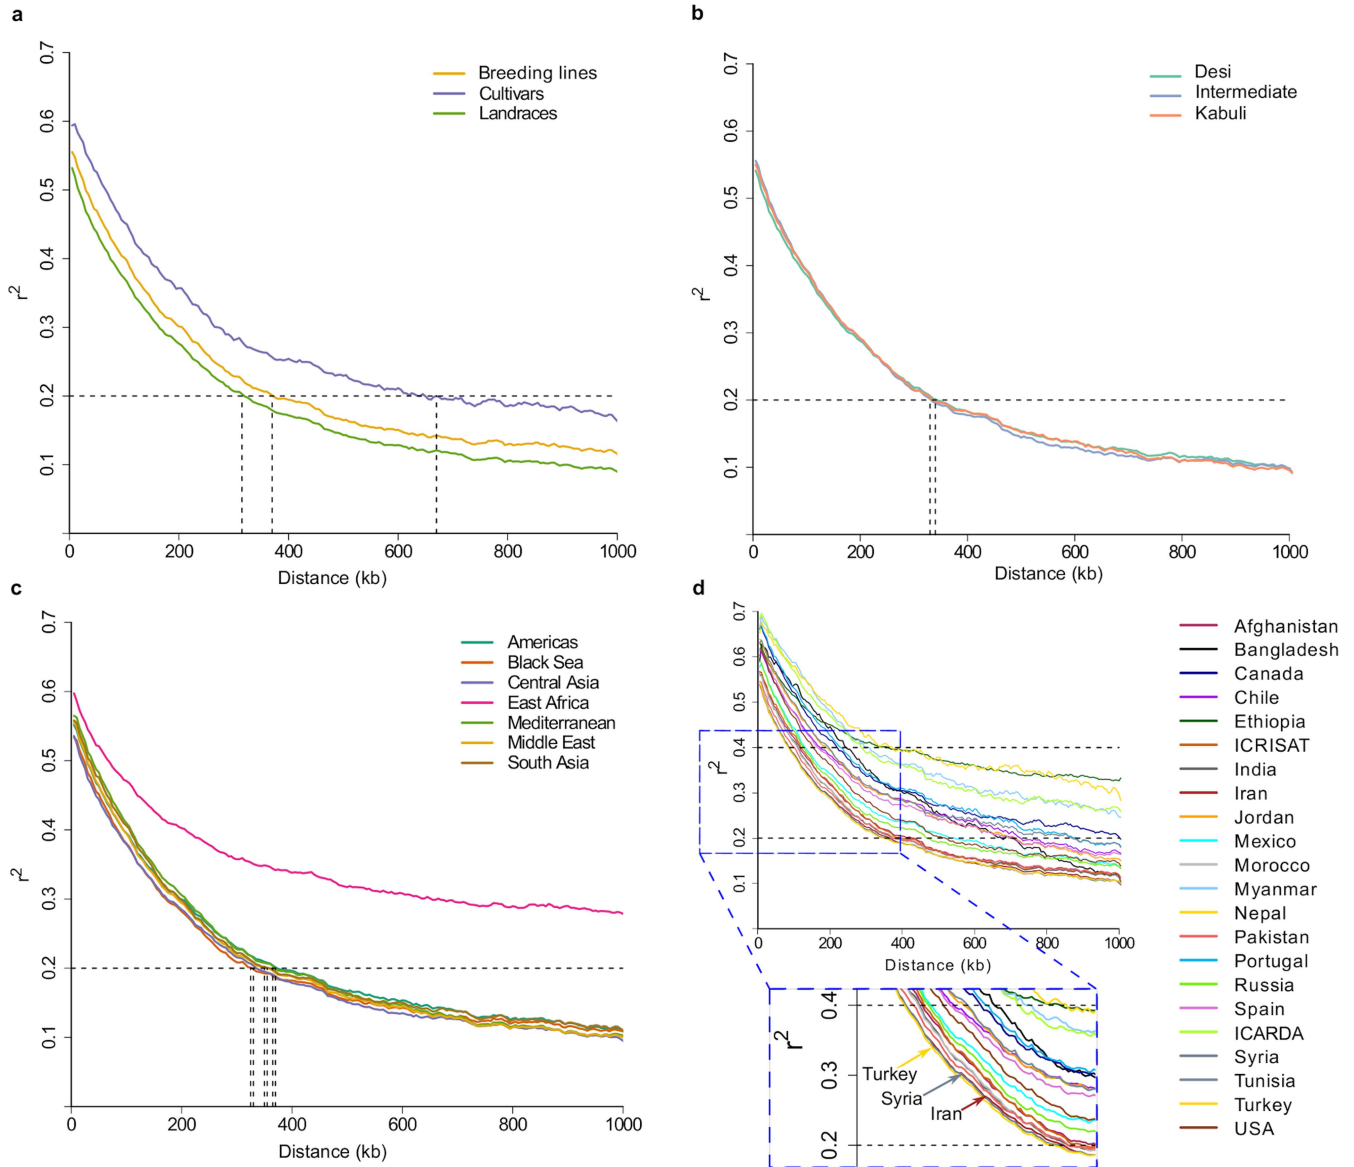 a
0.7
0.6
0.5
0.4
0.3
0.2
0.1
r2
Breeding lines
Cultivars
Landraces
0 200 400 600 800 1000
Distance (kb)
b
0.7
0.6
0.5
0.4
0.3
0.2
0.1
r2
Desi
Intermediate
Kabuli
0 200 400 600 800 1000
Distance (kb)
c
0.7
0.6
0.5
0.4
0.3
0.2
0.1
r2
Americas
Black Sea
Central Asia
East Africa
Mediterranean
Middle East
South Asia
0 200 400 600 800 1000
Distance (kb)
d
0.7
0.6
0.5
0.4
0.3
0.2
0.1
r2
0 200 400 600 800 1000
Distance (kb)
0.4
0.3
0.2
r2
Turkey
Syria
Iran
Afghanistan
Bangladesh
Canada
Chile
Ethiopia
ICRISAT
India
Iran
Jordan
Mexico
Morocco
Myanmar
Nepal
Pakistan
Portugal
Russia
Spain
ICARDA
Syria
Tunisia
Turkey
USA